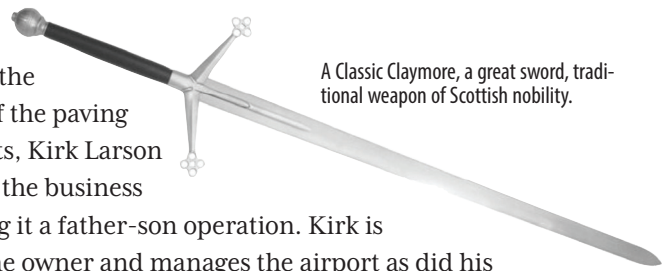 A Classic Claymore, a great sword, tradi-
tional weapon of Scottish nobility.
the
f the paving
ts, Kirk Larson
the business
g it a father-son operation. Kirk is
ne owner and manages the airport as did his